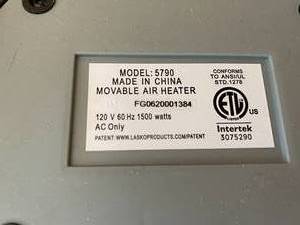 MODEL: 5790
MADE IN CHINA
MOVABLE AIR HEATER
FG0620001384
120 V 60 Hz 1500 watts
AC Only
PATENT: WWW.LASKOPRODUCTS.COM/PATENT
CONFORMS
TO ANSI/UL
STD.1278
ETL
US
Intertek
3075290